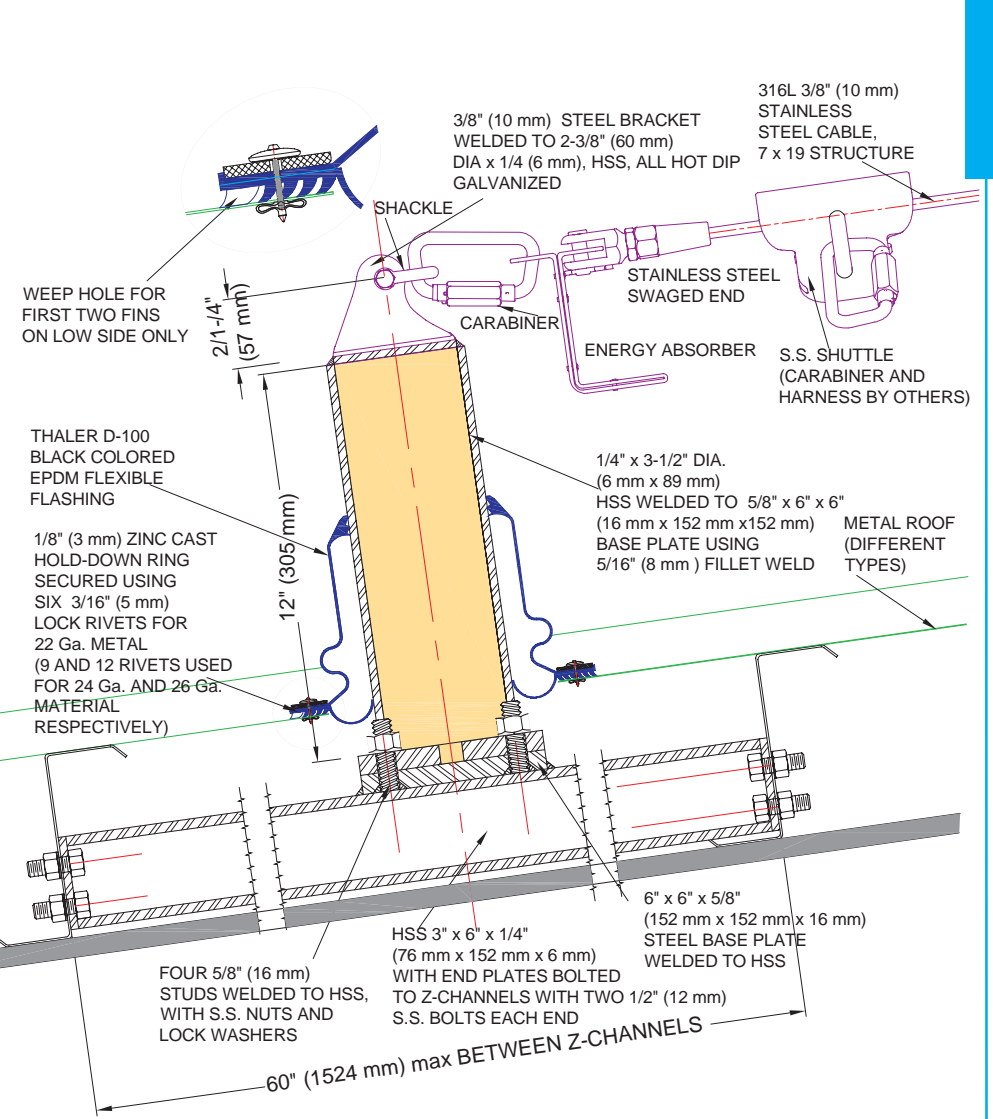 316L 3/8" (10 mm)
STAINLESS
STEEL CABLE,
7 x 19 STRUCTURE
3/8" (10 mm) STEEL BRACKET
WELDED TO 2-3/8" (60 mm)
DIA x 1/4 (6 mm), HSS, ALL HOT DIP
GALVANIZED
SHACKLE
WEEP HOLE FOR
FIRST TWO FINS
ON LOW SIDE ONLY
2/1-/4"
(57 mm)
CARABINER
STAINLESS STEEL
SWAGED END
ENERGY ABSORBER
S.S. SHUTTLE
(CARABINER AND
HARNESS BY OTHERS)
THALER D-100
BLACK COLORED
EPDM FLEXIBLE
FLASHING
12" (305 mm)
1/4" x 3-1/2" DIA.
(6 mm x 89 mm)
HSS WELDED TO 5/8" x 6" x 6"
(16 mm x 152 mm x152 mm)
BASE PLATE USING
5/16" (8 mm ) FILLET WELD
METAL ROOF
(DIFFERENT
TYPES)
1/8" (3 mm) ZINC CAST
HOLD-DOWN RING
SECURED USING
SIX 3/16" (5 mm)
LOCK RIVETS FOR
22 Ga. METAL
(9 AND 12 RIVETS USED
FOR 24 Ga. AND 26 Ga.
MATERIAL
RESPECTIVELY)
6" x 6" x 5/8"
(152 mm x 152 mm x 16 mm)
STEEL BASE PLATE
WELDED TO HSS
HSS 3" x 6" x 1/4"
(76 mm x 152 mm x 6 mm)
WITH END PLATES BOLTED
TO Z-CHANNELS WITH TWO 1/2" (12 mm)
S.S. BOLTS EACH END
FOUR 5/8" (16 mm)
STUDS WELDED TO HSS,
WITH S.S. NUTS AND
LOCK WASHERS
60" (1524 mm) max BETWEEN Z-CHANNELS